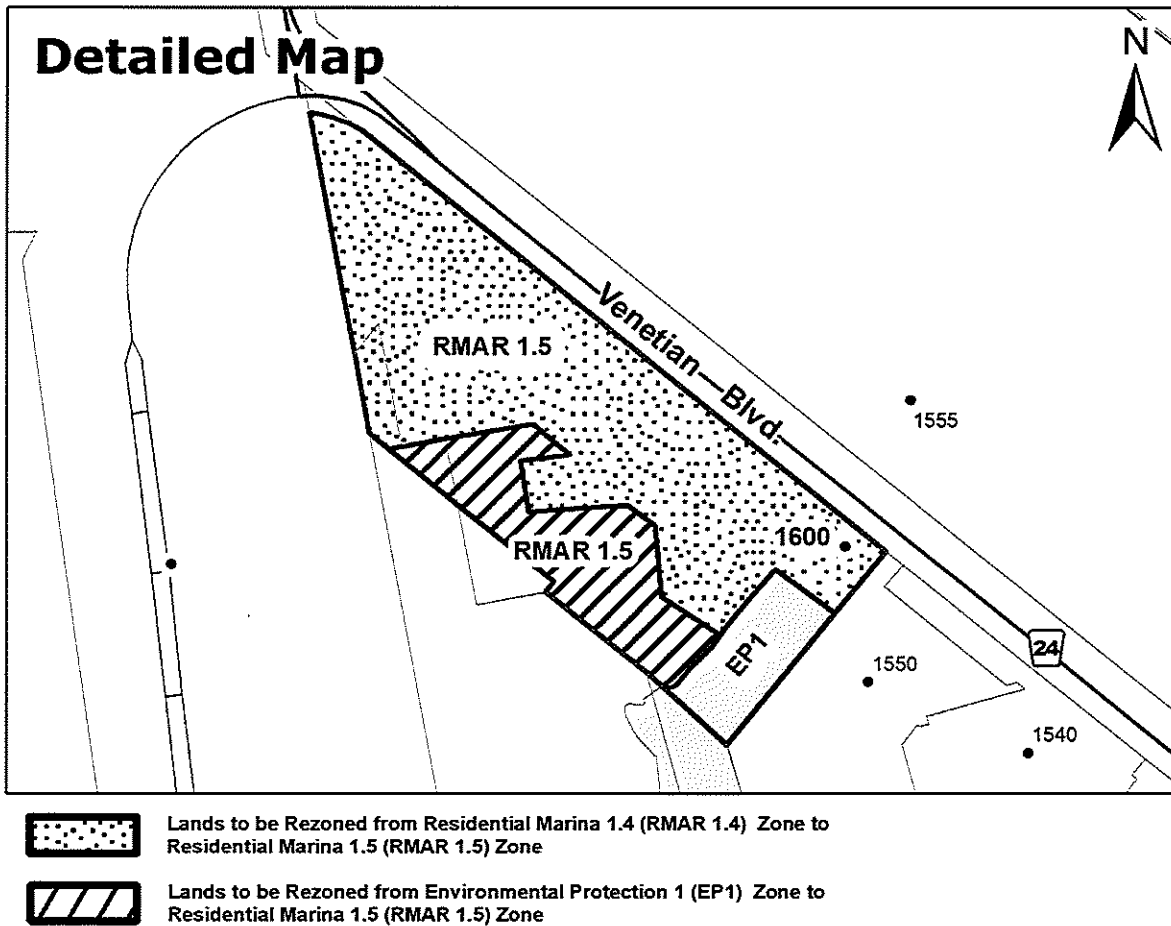 Detailed Map
N
Venetian Blvd.
RMAR 1.5
1555
1600
RMAR 1.5
EP1
24
1550
1540
Lands to be Rezoned from Residential Marina 1.4 (RMAR 1.4) Zone to
Residential Marina 1.5 (RMAR 1.5) Zone
Lands to be Rezoned from Environmental Protection 1 (EP1) Zone to
Residential Marina 1.5 (RMAR 1.5) Zone